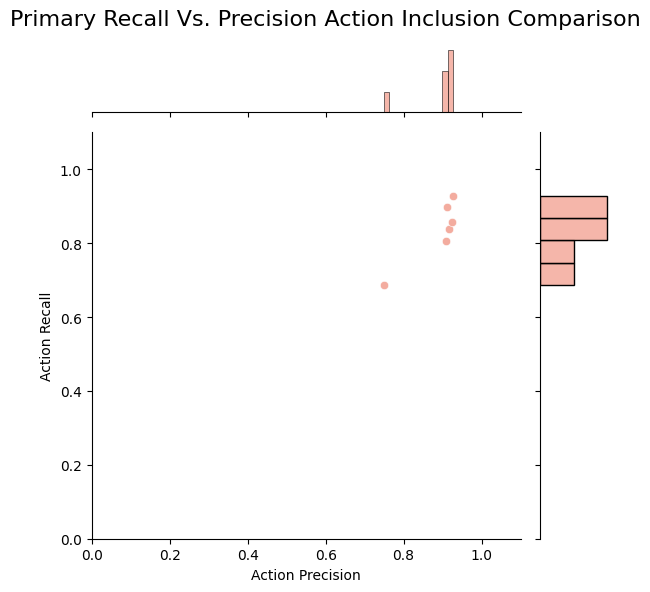 Primary Recall Vs. Precision Action Inclusion Comparison
1.0
0.8
0.6
0.4
0.2
0.0
Action Recall
0.0 0.2 0.4 0.6 0.8 1.0
Action Precision